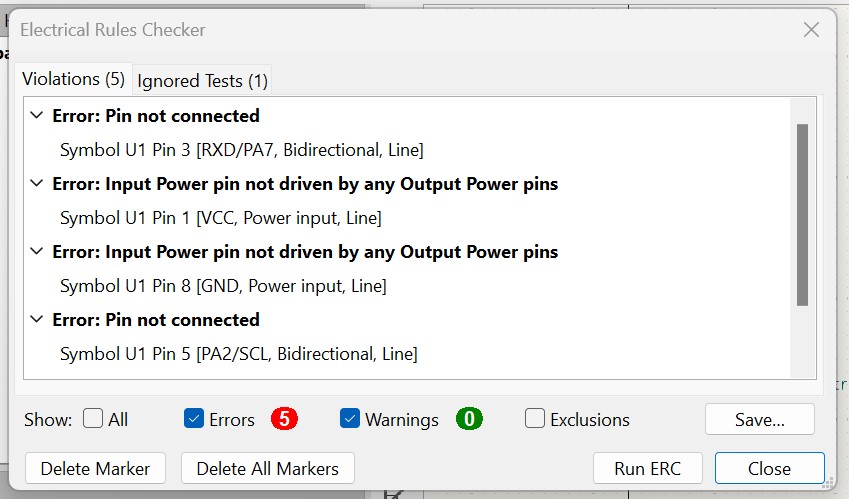 Electrical Rules Checker
Violations (5) Ignored Tests (1)
Error: Pin not connected
Symbol U1 Pin 3 [RXD/PA7, Bidirectional, Line]
Error: Input Power pin not driven by any Output Power pins
Symbol U1 Pin 1 [VCC, Power input, Line]
Error: Input Power pin not driven by any Output Power pins
Symbol U1 Pin 8 [GND, Power input, Line]
Error: Pin not connected
Symbol U1 Pin 5 [PA2/SCL, Bidirectional, Line]
Show: All Errors 5 Warnings 0 Exclusions Save...
Delete Marker Delete All Markers Run ERC Close